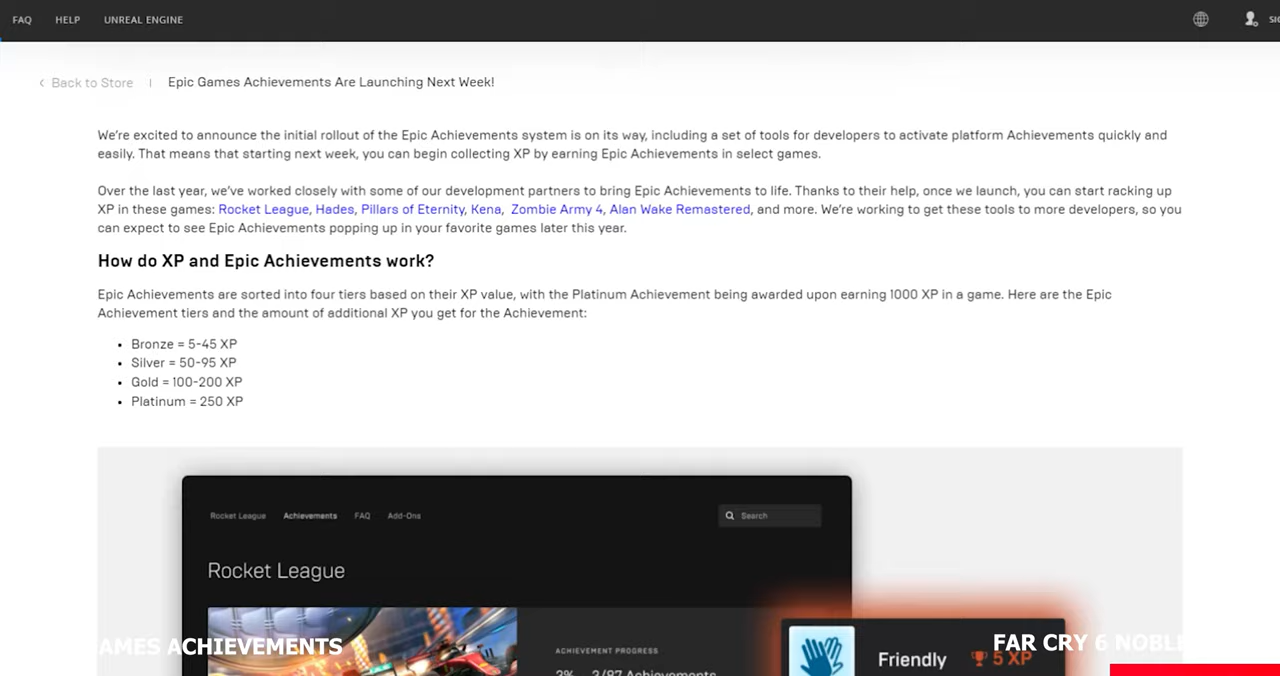 FAQ HELP UNREAL ENGINE
Back to Store | Epic Games Achievements Are Launching Next Week!
We're excited to announce the initial rollout of the Epic Achievements system is on its way, including a set of tools for developers to activate platform Achievements quickly and
easily. That means that starting next week, you can begin collecting XP by earning Epic Achievements in select games.
Over the last year, we've worked closely with some of our development partners to bring Epic Achievements to life. Thanks to their help, once we launch, you can start racking up
XP in these games: Rocket League, Hades, Pillars of Eternity, Kena, Zombie Army 4, Alan Wake Remastered, and more. We're working to get these tools to more developers, so you
can expect to see Epic Achievements popping up in your favorite games later this year.
How do XP and Epic Achievements work?
Epic Achievements are sorted into four tiers based on their XP value, with the Platinum Achievement being awarded upon earning 1000 XP in a game. Here are the Epic
Achievement tiers and the amount of additional XP you get for the Achievement:
• Bronze = 5-45 XP
• Silver = 50-95 XP
• Gold = 100-200 XP
• Platinum = 250 XP
Rocket League Achievements FAQ Add-Ons Search
Rocket League
ACHIEVEMENT PROGRESS
Friendly 5 XP
ACHIEVEMENTS
FAR CRY 6